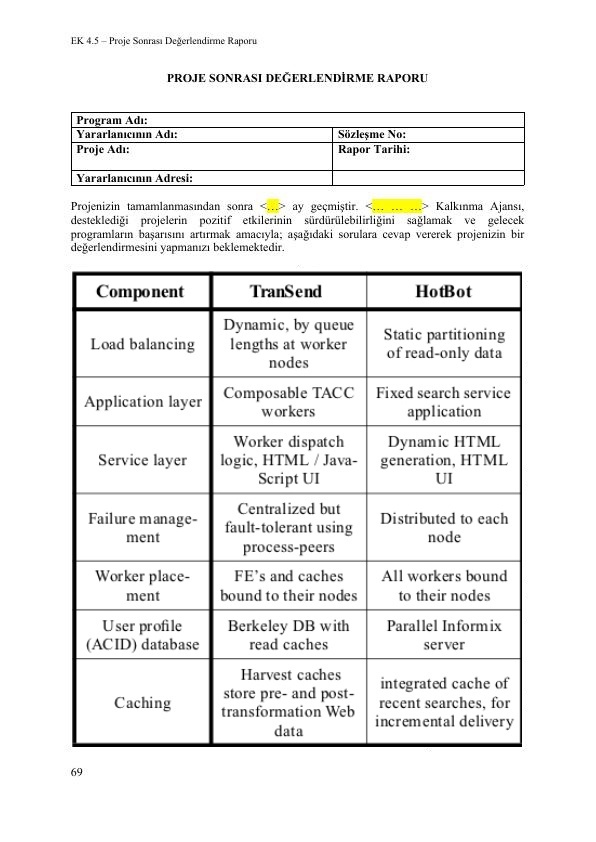 EK 4.5 – Proje Sonrası Değerlendirme Raporu
PROJE SONRASI DEĞERLENDİRME RAPORU
Program Adı:
Yararlanıcının Adı: Sözleşme No:
Proje Adı: Rapor Tarihi:
Yararlanıcının Adresi:
Projenizin tamamlanmasından sonra <…> ay geçmiştir. <… … …> Kalkınma Ajansı,
desteklediği projelerin pozitif etkilerinin sürdürülebilirliğini sağlamak ve gelecek
programların başarısını artırmak amacıyla; aşağıdaki sorulara cevap vererek projenizin bir
değerlendirmesini yapmanızı beklemektedir.
Component TranSend HotBot
Load balancing
Dynamic, by queue
lengths at worker
nodes
Static partitioning
of read-only data
Application layer
Composable TACC
workers
Fixed search service
application
Service layer
Worker dispatch
logic, HTML / Java-
Script UI
Dynamic HTML
generation, HTML
UI
Failure manage-
ment
Centralized but
fault-tolerant using
process-peers
Distributed to each
node
Worker place-
ment
FE's and caches
bound to their nodes
All workers bound
to their nodes
User profile
(ACID) database
Berkeley DB with
read caches
Parallel Informix
server
Caching
Harvest caches
store pre- and post-
transformation Web
data
integrated cache of
recent searches, for
incremental delivery
69